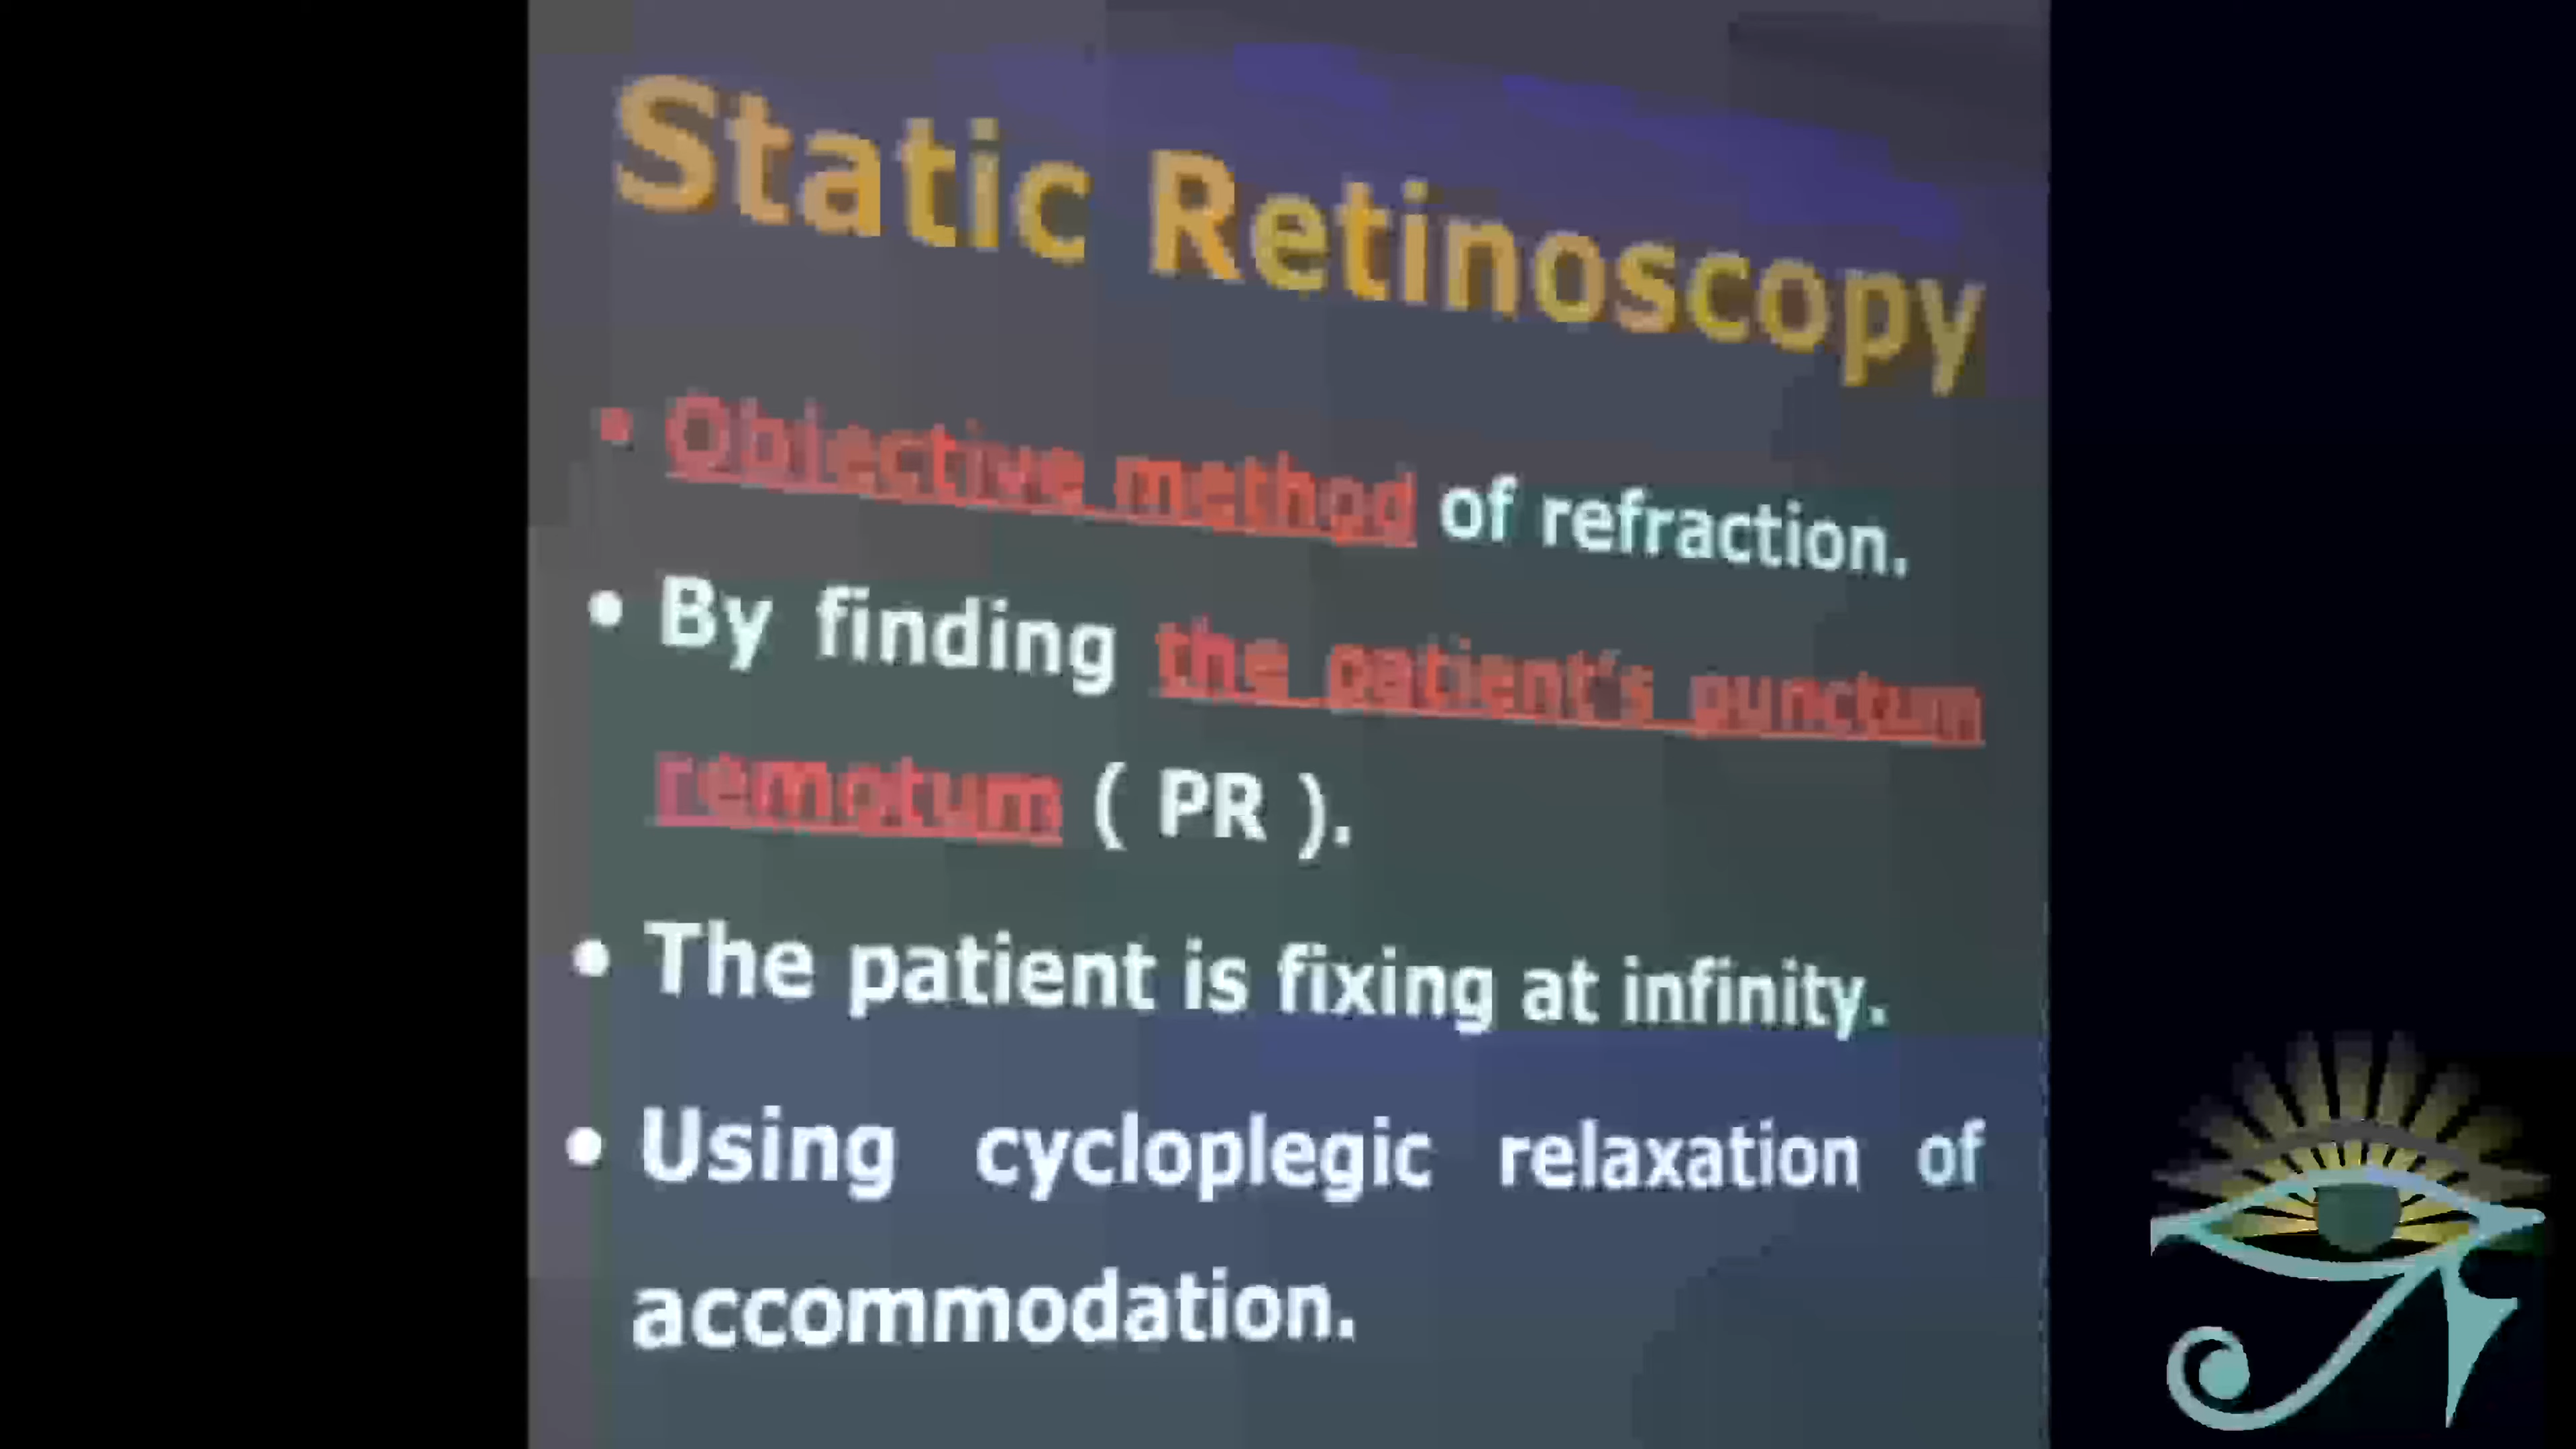 Static Retinoscopy
• Objective method of refraction.
• By finding the patient's punctum
remotum ( PR ).
• The patient is fixing at infinity.
• Using cycloplegic relaxation of
accommodation.